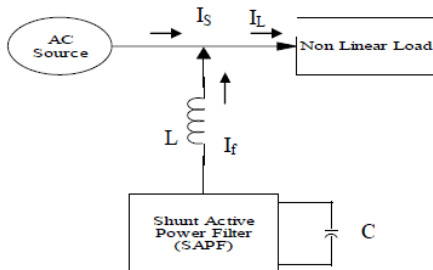 I_S
I_L
AC
Source
Non Linear Load
L
I_f
Shunt Active
Power Filter
(SAPF)
C